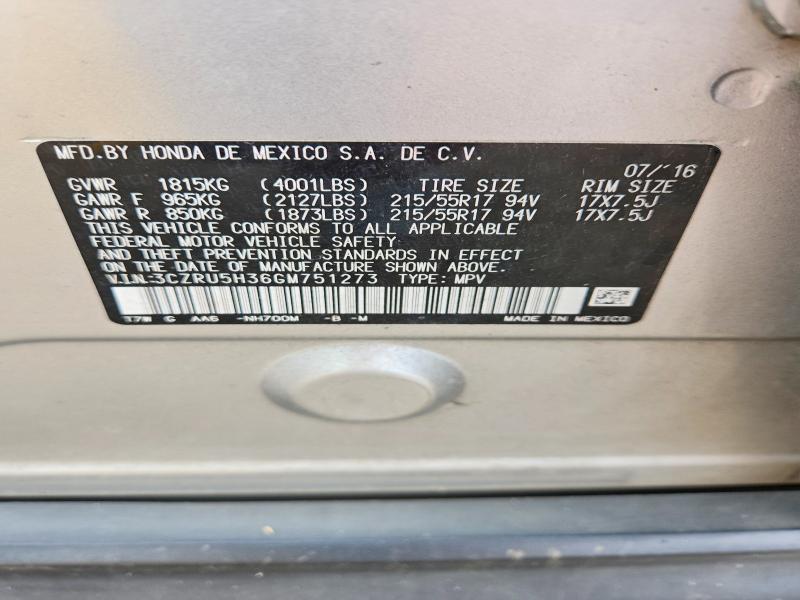 MFD.BY HONDA DE MEXICO S.A. DE C.V.
07/'16
GVWR 1815KG (4001LBS) TIRE SIZE RIM SIZE
GAWR F 965KG (2127LBS) 215/55R17 94V 17X7.5J
GAWR R 850KG (1873LBS) 215/55R17 94V 17X7.5J
THIS VEHICLE CONFORMS TO ALL APPLICABLE
FEDERAL MOTOR VEHICLE SAFETY
AND THEFT PREVENTION STANDARDS IN EFFECT
ON THE DATE OF MANUFACTURE SHOWN ABOVE.
V.I.N.:3CZRU5H36GM751273 TYPE: MPV
T7W G AA6 -NH700M -B -M MADE IN MEXICO